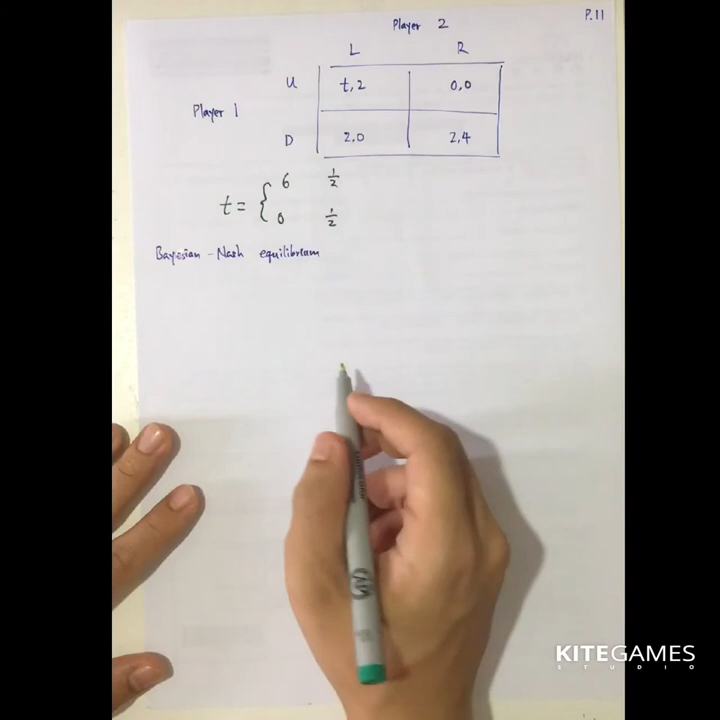 Player 2
P.11
L R
U t,2 0,0
Player 1
D 2,0 2,4
t = { 6 1/2
0 1/2
Bayesian-Nash equilibrium
KITEGAMES
STUDIO